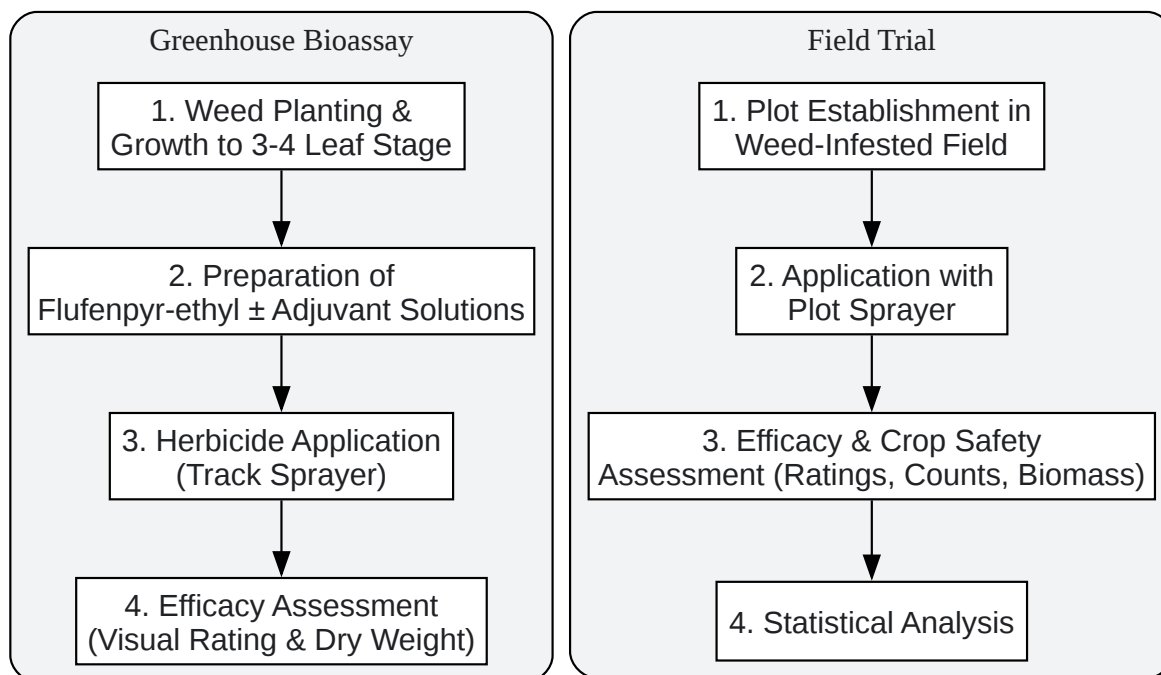 Greenhouse Bioassay
1. Weed Planting &
Growth to 3-4 Leaf Stage
2. Preparation of
Flufenpyr-ethyl ± Adjuvant Solutions
3. Herbicide Application
(Track Sprayer)
4. Efficacy Assessment
(Visual Rating & Dry Weight)
Field Trial
1. Plot Establishment in
Weed-Infested Field
2. Application with
Plot Sprayer
3. Efficacy & Crop Safety
Assessment (Ratings, Counts, Biomass)
4. Statistical Analysis